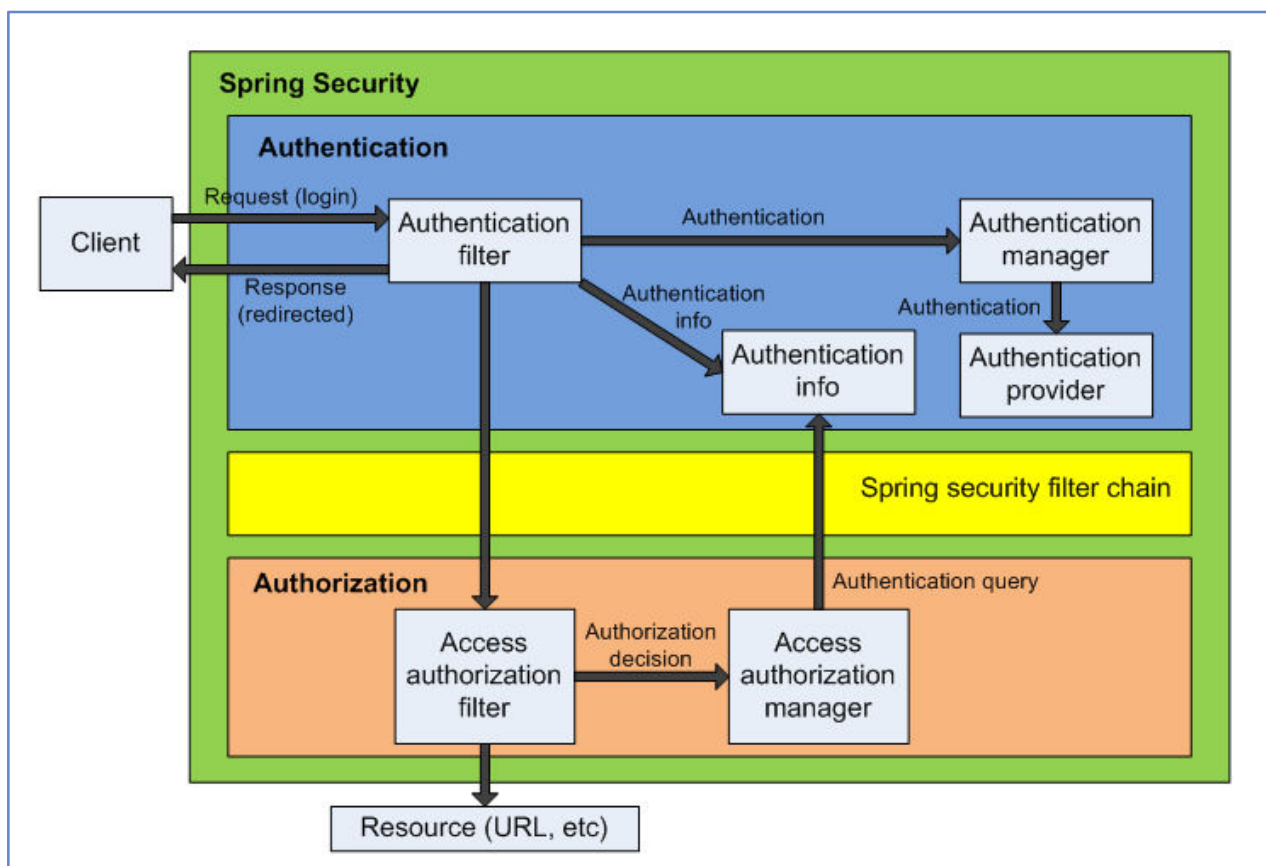 Spring Security
Authentication
Request (login)
Client
Response
(redirected)
Authentication
filter
Authentication
Authentication
manager
Authentication
info
Authentication
Authentication
info
Authentication
provider
Spring security filter chain
Authorization
Authentication query
Access
authorization
filter
Authorization
decision
Access
authorization
manager
Resource (URL, etc)